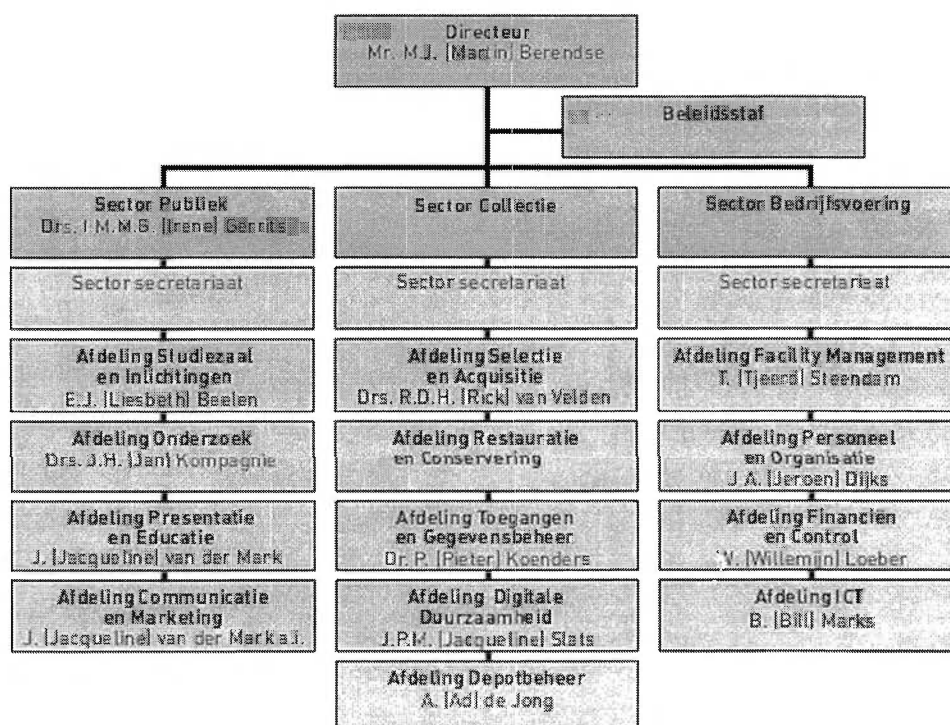 Directeur
Mr. M.J. (Martin) Berendse
Beleidsstaf
Sector Publiek
Drs. I.M.M.B. (Irene) Gerrits
Sector secretariaat
Afdeling Studiezaal
en Inlichtingen
E.J. (Liesbeth) Beelen
Afdeling Onderzoek
Drs. J.H. (Jan) Kompagnie
Afdeling Presentatie
en Educatie
J. (Jacqueline) van der Mark
Afdeling Communicatie
en Marketing
J. (Jacqueline) van der Mark a.i.
Sector Collectie
Sector secretariaat
Afdeling Selectie
en Acquisitie
Drs. R.D.H. (Rick) van Velden
Afdeling Restauratie
en Conservering
Afdeling Toegangen
en Gegevensbeheer
Dr. P. (Pieter) Koenders
Afdeling Digitale
Duurzaamheid
J.P.M. (Jacqueline) Slats
Afdeling Depotbeheer
A. (Ad) de Jong
Sector Bedrijfsvoering
Sector secretariaat
Afdeling Facility Management
T. (Tjeerd) Steendam
Afdeling Personeel
en Organisatie
J.A. (Jeroen) Dijks
Afdeling Financiën
en Control
W. (Willemijn) Loeber
Afdeling ICT
B. (Bill) Marks